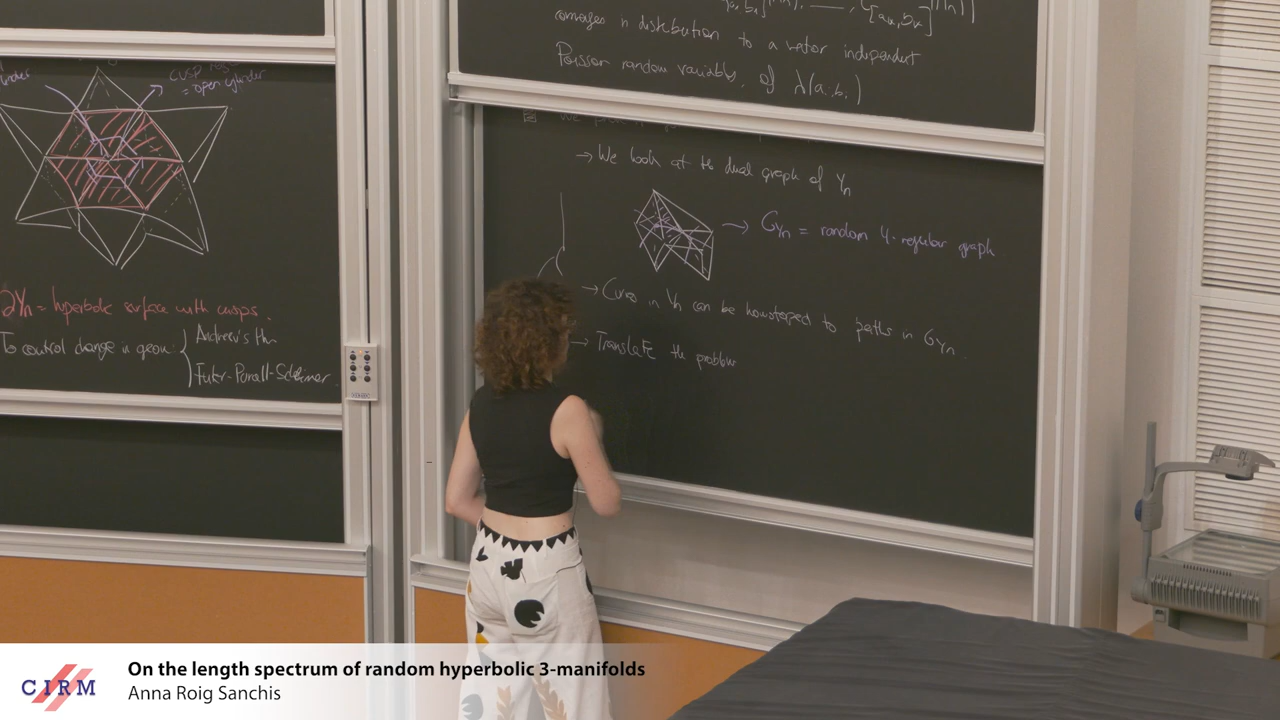 cusp
= open cylinder
∂Yn = hyperbolic surface with cusps.
To control change in geom:
Andreev's thm
Futer-Purcell-Schleimer
converges in distribution to a vector independent
Poisson random variables, of λ(ai,bi)
→ We look at the dual graph of Yn
→ GYn = random 4-regular graph
→ Curves in Yn can be homotoped to paths in GYn.
→ Translate the problem
CIRM
On the length spectrum of random hyperbolic 3-manifolds
Anna Roig Sanchis